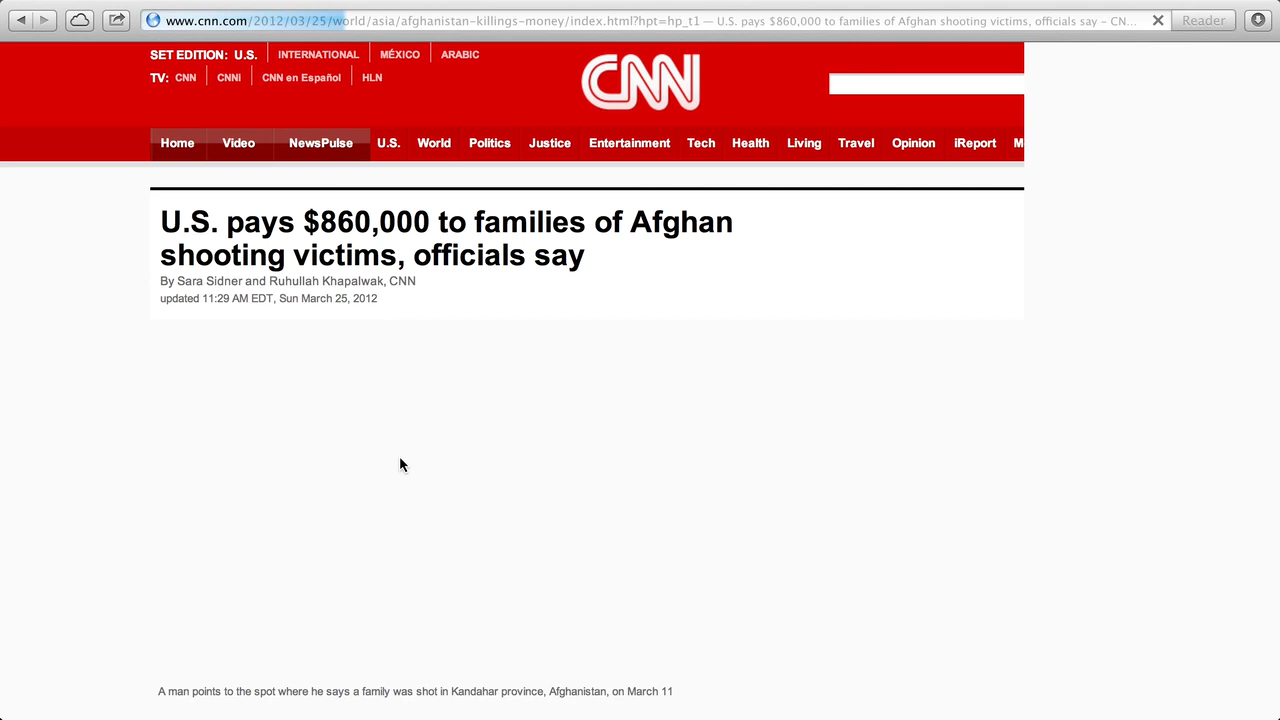 www.cnn.com/2012/03/25/world/asia/afghanistan-killings-money/index.html?hpt=hp_t1 — U.S. pays $860,000 to families of Afghan shooting victims, officials say – CN...
Reader
SET EDITION: U.S. INTERNATIONAL MÉXICO ARABIC
TV: CNN CNNi CNN en Español HLN
CNN
Home Video NewsPulse U.S. World Politics Justice Entertainment Tech Health Living Travel Opinion iReport M
U.S. pays $860,000 to families of Afghan
shooting victims, officials say
By Sara Sidner and Ruhullah Khapalwak, CNN
updated 11:29 AM EDT, Sun March 25, 2012
A man points to the spot where he says a family was shot in Kandahar province, Afghanistan, on March 11